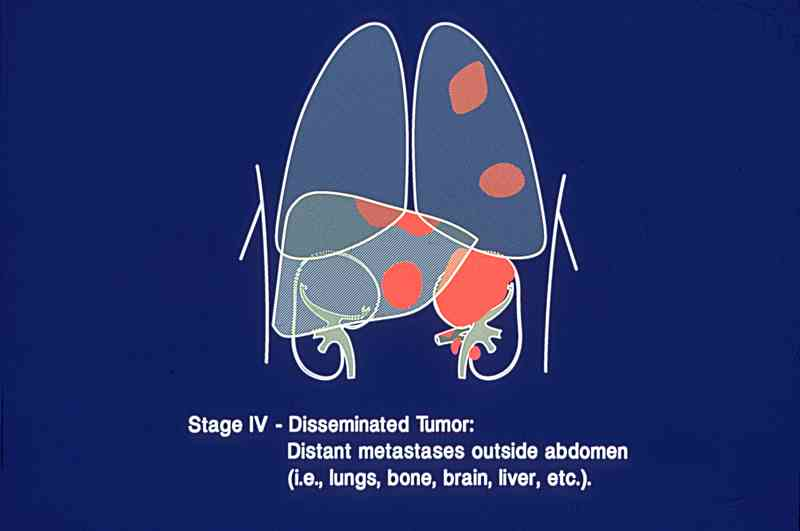 Stage IV - Disseminated Tumor:
Distant metastases outside abdomen
(i.e., lungs, bone, brain, liver, etc.).